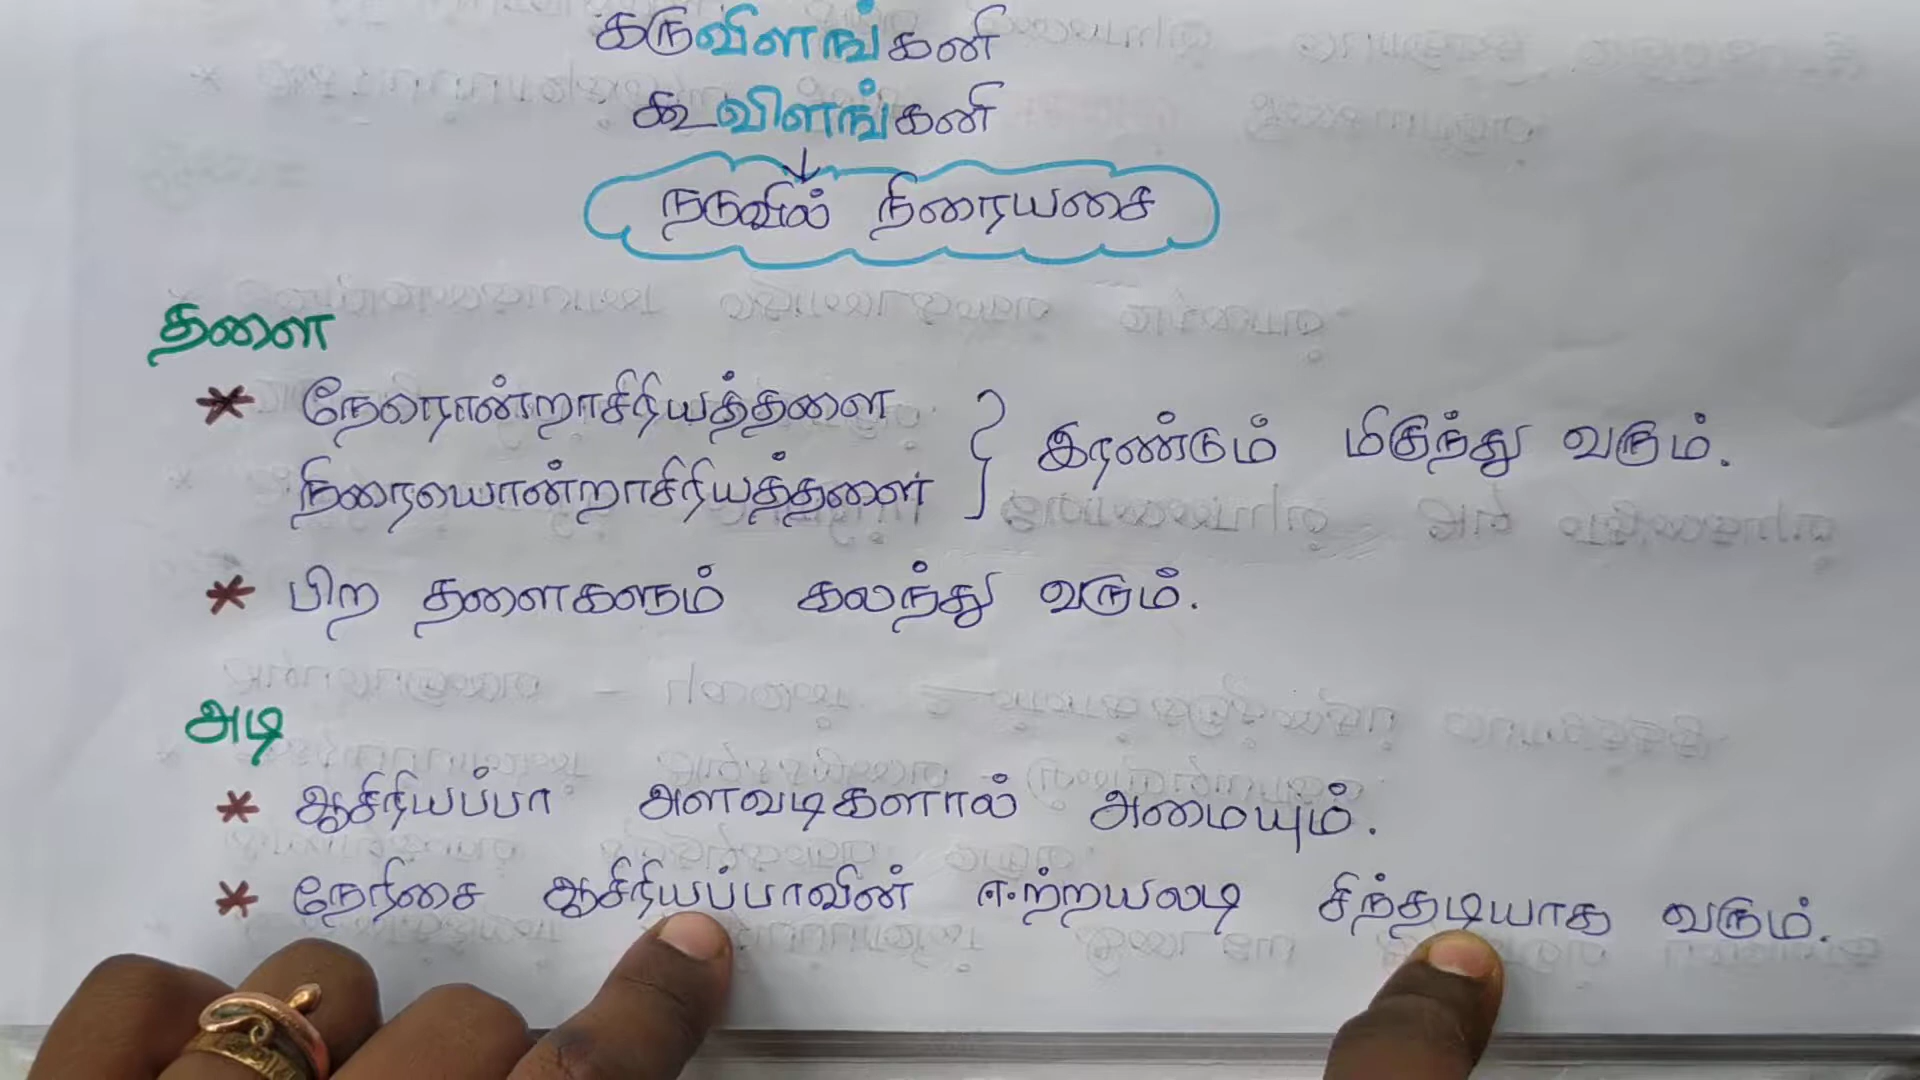 கருவிளங்கனி
கூவிளங்கனி
நடுவில் நிரையசை
தளை
* நேரொன்றாசிரியத்தளை
நிரையொன்றாசிரியத்தளை } இரண்டும் மிகுந்து வரும்.
* பிற தளைகளும் கலந்து வரும்.
அடி
* ஆசிரியப்பா அளவடிகளால் அமையும்.
* நேரிசை ஆசிரியப்பாவின் ஈற்றயலடி சிந்தடியாக வரும்.